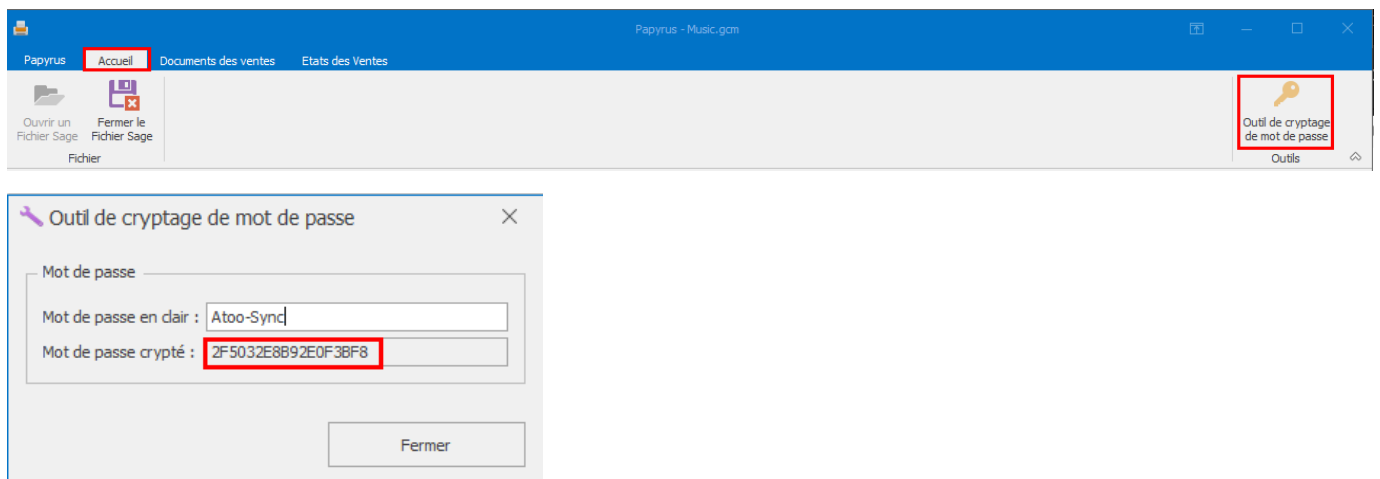 Papyrus - Music.gcm
Papyrus Accueil Documents des ventes Etats des Ventes
Ouvrir un Fermer le Outil de cryptage
Fichier Sage Fichier Sage de mot de passe
Fichier Outils
Outil de cryptage de mot de passe
Mot de passe
Mot de passe en clair : Atoo-Sync
Mot de passe crypté : 2F5032E8B92E0F3BF8
Fermer